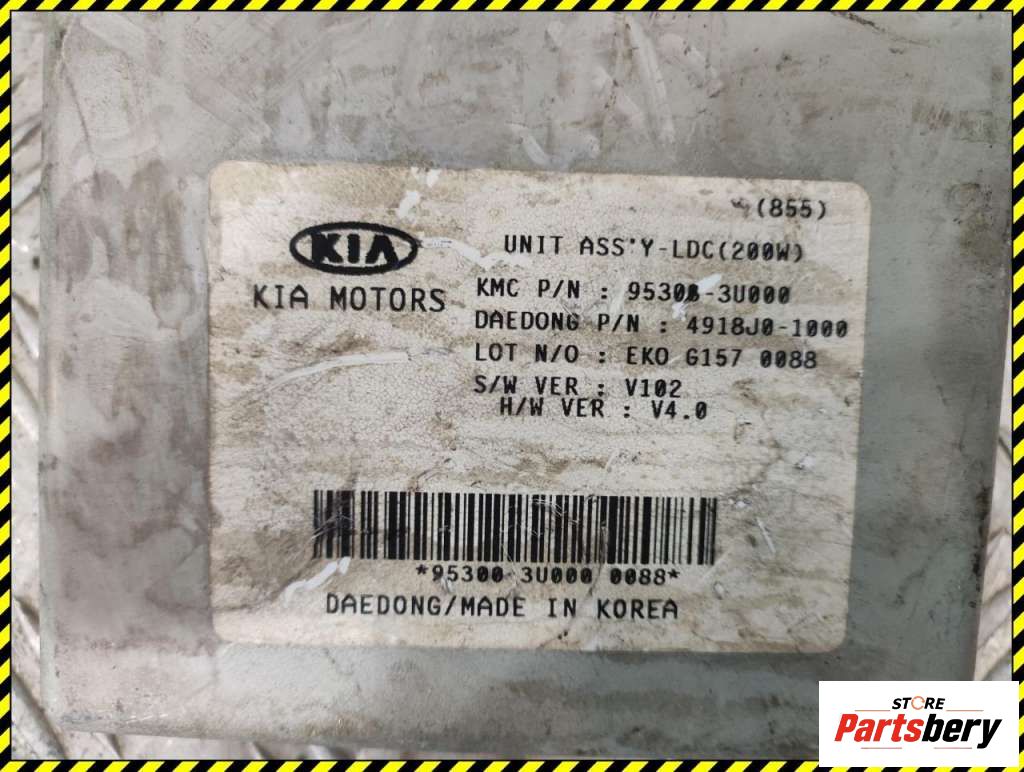 (855)
UNIT ASS'Y-LDC(200W)
KIA
KIA MOTORS
KMC P/N : 95300-3U000
DAEDONG P/N : 4918J0-1000
LOT N/O : EKO G157 0088
S/W VER : V102
H/W VER : V4.0
*95300 3U000 0088*
DAEDONG/MADE IN KOREA
STORE
Partsbery